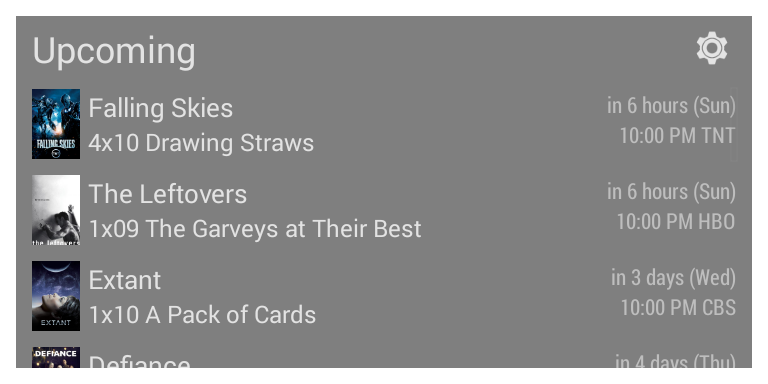 Upcoming
Falling Skies
in 6 hours (Sun)
4x10 Drawing Straws
10:00 PM TNT
FALLING SKIES
The Leftovers
in 6 hours (Sun)
1x09 The Garveys at Their Best
10:00 PM HBO
the leftovers
Extant
in 3 days (Wed)
1x10 A Pack of Cards
10:00 PM CBS
EXTANT
DEFIANCE
Defiance
in 4 days (Thu)